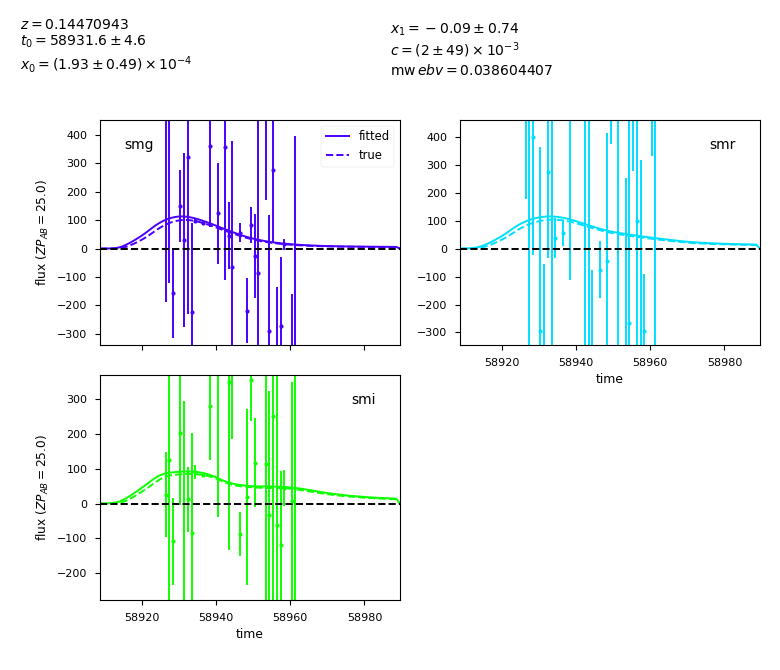 z = 0.14470943
t₀ = 58931.6 ± 4.6
x₀ = (1.93 ± 0.49) × 10⁻⁴
x₁ = −0.09 ± 0.74
c = (2 ± 49) × 10⁻³
mw ebv = 0.038604407
flux (ZP_AB = 25.0)
400
300
200
100
0
−100
−200
−300
smg
fitted
true
400
300
200
100
0
−100
−200
−300
smr
58920
58940
58960
58980
time
flux (ZP_AB = 25.0)
300
200
100
0
−100
−200
smi
58920
58940
58960
58980
time